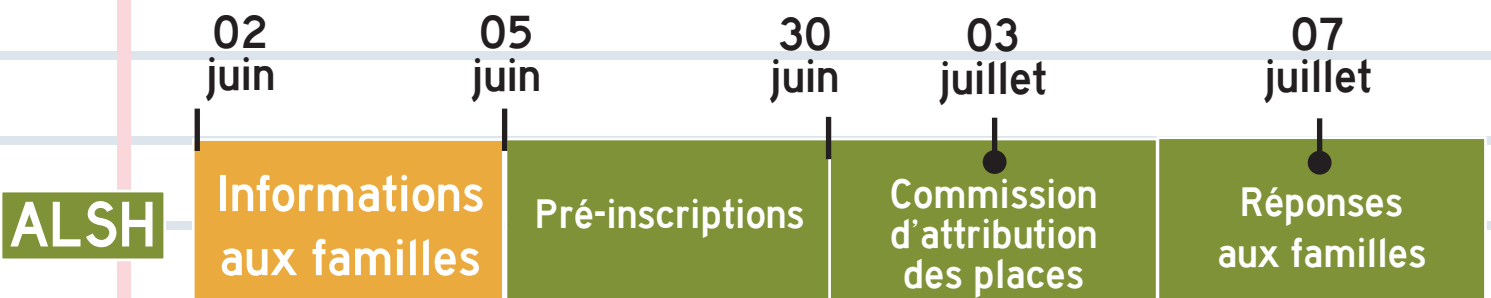 02
juin
05
juin
30
juin
03
juillet
07
juillet
ALSH
Informations
aux familles
Pré-inscriptions
Commission
d'attribution
des places
Réponses
aux familles